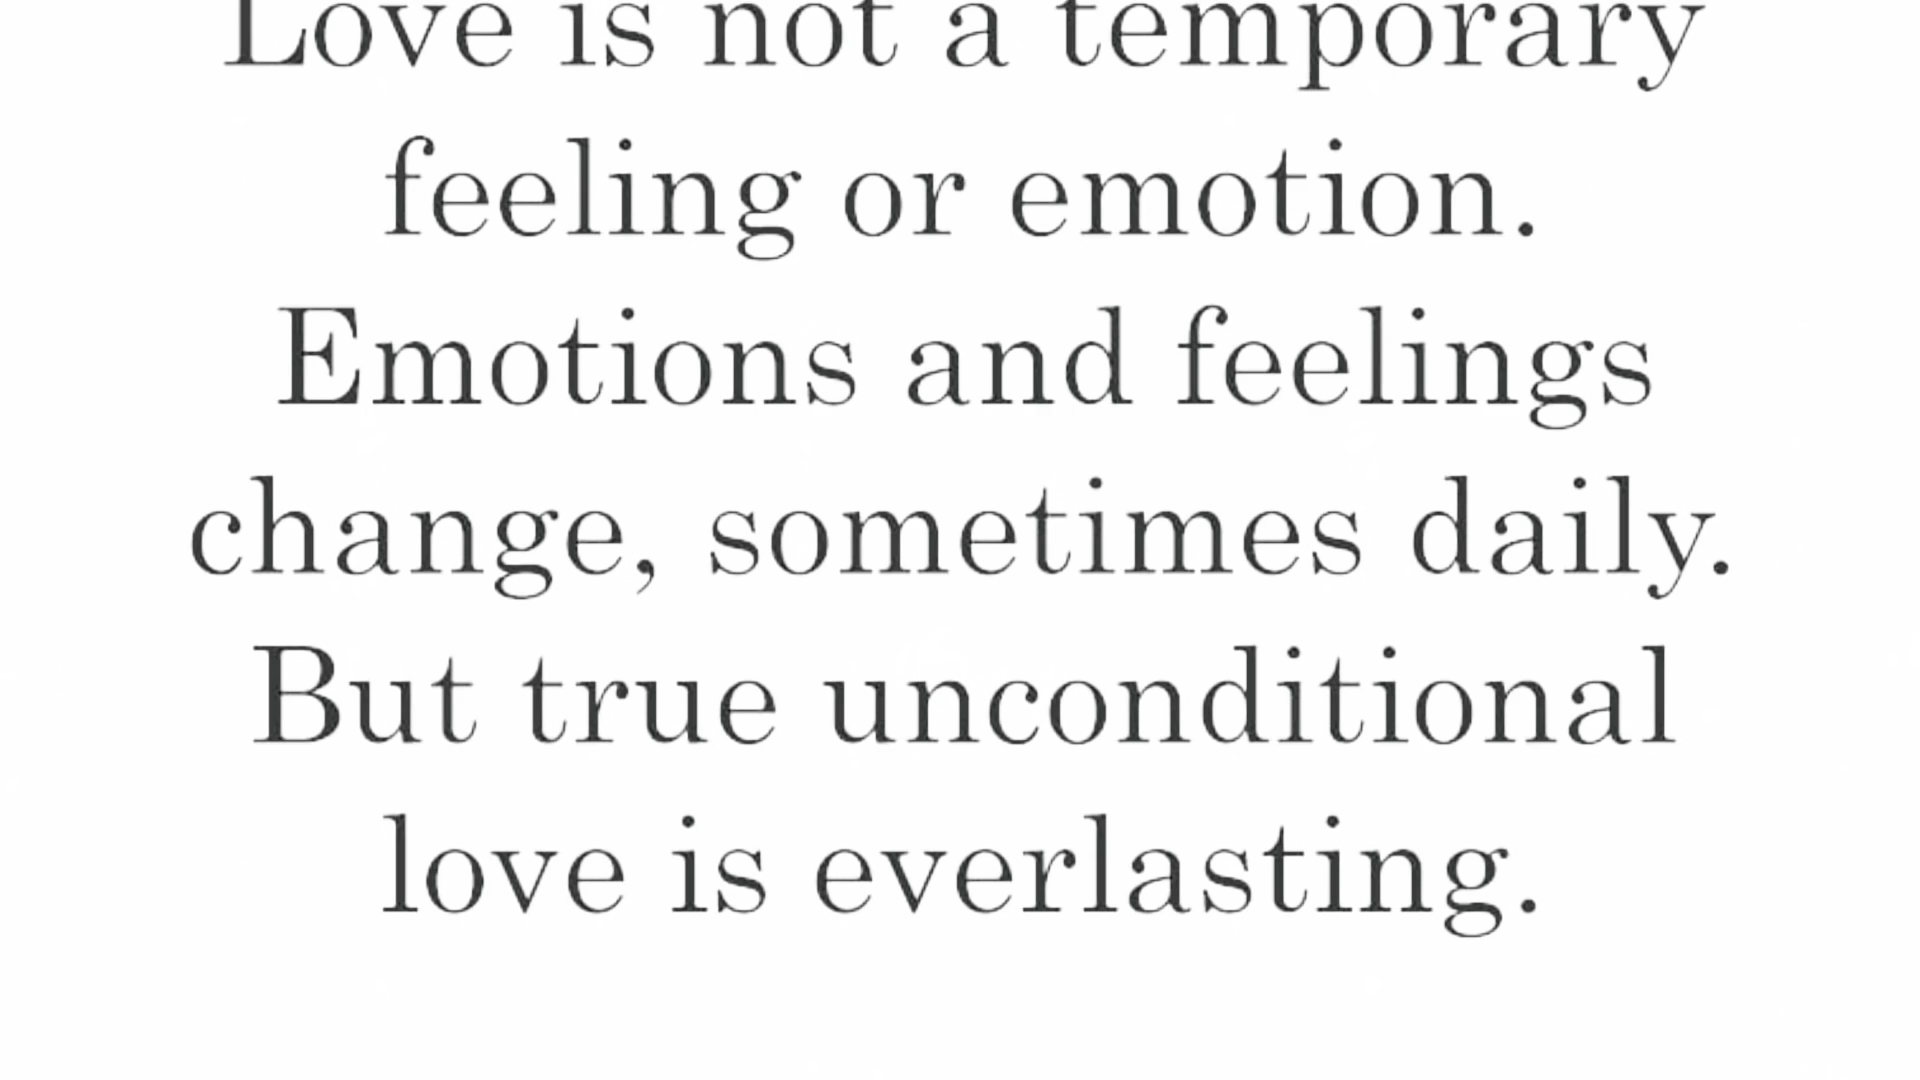 Love is not a temporary
feeling or emotion.
Emotions and feelings
change, sometimes daily.
But true unconditional
love is everlasting.